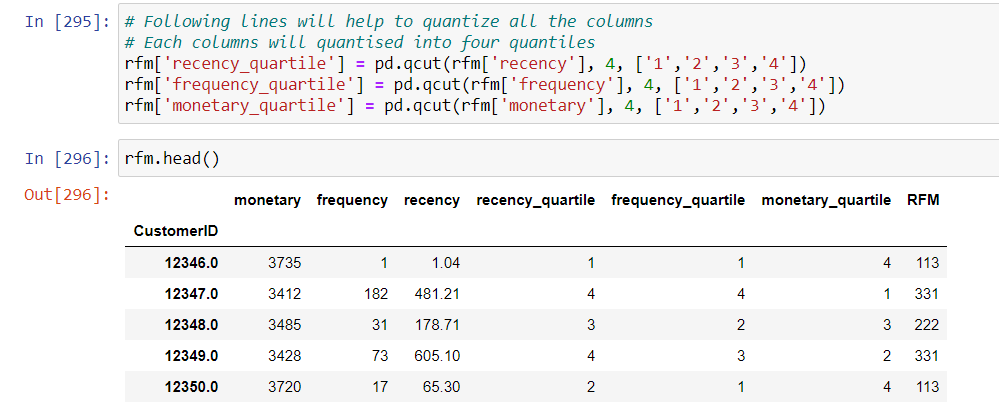 In [295]: # Following lines will help to quantize all the columns
# Each columns will quantised into four quantiles
rfm['recency_quartile'] = pd.qcut(rfm['recency'], 4, ['1','2','3','4'])
rfm['frequency_quartile'] = pd.qcut(rfm['frequency'], 4, ['1','2','3','4'])
rfm['monetary_quartile'] = pd.qcut(rfm['monetary'], 4, ['1','2','3','4'])
In [296]: rfm.head()
Out[296]:
monetary frequency recency recency_quartile frequency_quartile monetary_quartile RFM
CustomerID
12346.0 3735 1 1.04 1 1 4 113
12347.0 3412 182 481.21 4 4 1 331
12348.0 3485 31 178.71 3 2 3 222
12349.0 3428 73 605.10 4 3 2 331
12350.0 3720 17 65.30 2 1 4 113